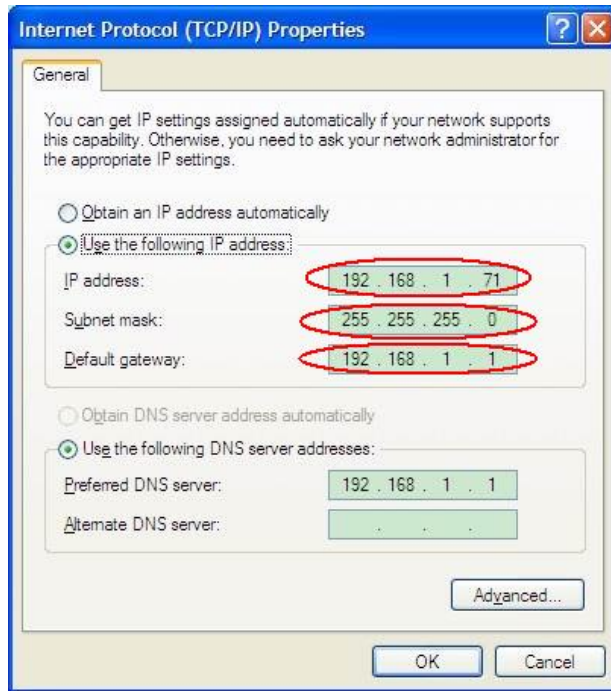 Internet Protocol (TCP/IP) Properties
General
You can get IP settings assigned automatically if your network supports
this capability. Otherwise, you need to ask your network administrator for
the appropriate IP settings.
Obtain an IP address automatically
Use the following IP address:
IP address: 192 . 168 . 1 . 71
Subnet mask: 255 . 255 . 255 . 0
Default gateway: 192 . 168 . 1 . 1
Obtain DNS server address automatically
Use the following DNS server addresses:
Preferred DNS server: 192 . 168 . 1 . 1
Alternate DNS server: . . .
Advanced...
OK Cancel